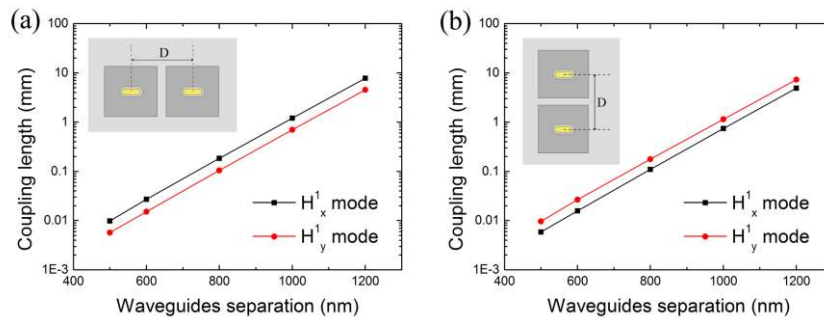 (a)
100
10
1
0.1
0.01
1E-3
Coupling length (mm)
D
H¹ₓ mode
H¹ᵧ mode
400 600 800 1000 1200
Waveguides separation (nm)
(b)
100
10
1
0.1
0.01
1E-3
Coupling length (mm)
D
H¹ₓ mode
H¹ᵧ mode
400 600 800 1000 1200
Waveguides separation (nm)